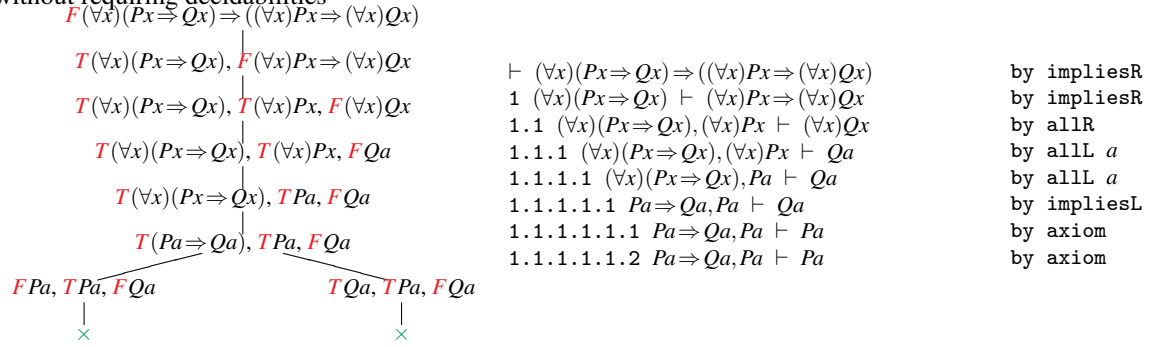 without requiring decidabilities
F(∀x)(Px⇒Qx)⇒((∀x)Px⇒(∀x)Qx)
T(∀x)(Px⇒Qx), F(∀x)Px⇒(∀x)Qx
T(∀x)(Px⇒Qx), T(∀x)Px, F(∀x)Qx
T(∀x)(Px⇒Qx), T(∀x)Px, FQa
T(∀x)(Px⇒Qx), TPa, FQa
T(Pa⇒Qa), TPa, FQa
FPa, TPa, FQa TQa, TPa, FQa
× ×
⊢ (∀x)(Px⇒Qx)⇒((∀x)Px⇒(∀x)Qx) by impliesR
1 (∀x)(Px⇒Qx) ⊢ (∀x)Px⇒(∀x)Qx by impliesR
1.1 (∀x)(Px⇒Qx),(∀x)Px ⊢ (∀x)Qx by allR
1.1.1 (∀x)(Px⇒Qx),(∀x)Px ⊢ Qa by allL a
1.1.1.1 (∀x)(Px⇒Qx),Pa ⊢ Qa by allL a
1.1.1.1.1 Pa⇒Qa,Pa ⊢ Qa by impliesL
1.1.1.1.1.1 Pa⇒Qa,Pa ⊢ Pa by axiom
1.1.1.1.1.2 Pa⇒Qa,Pa ⊢ Pa by axiom